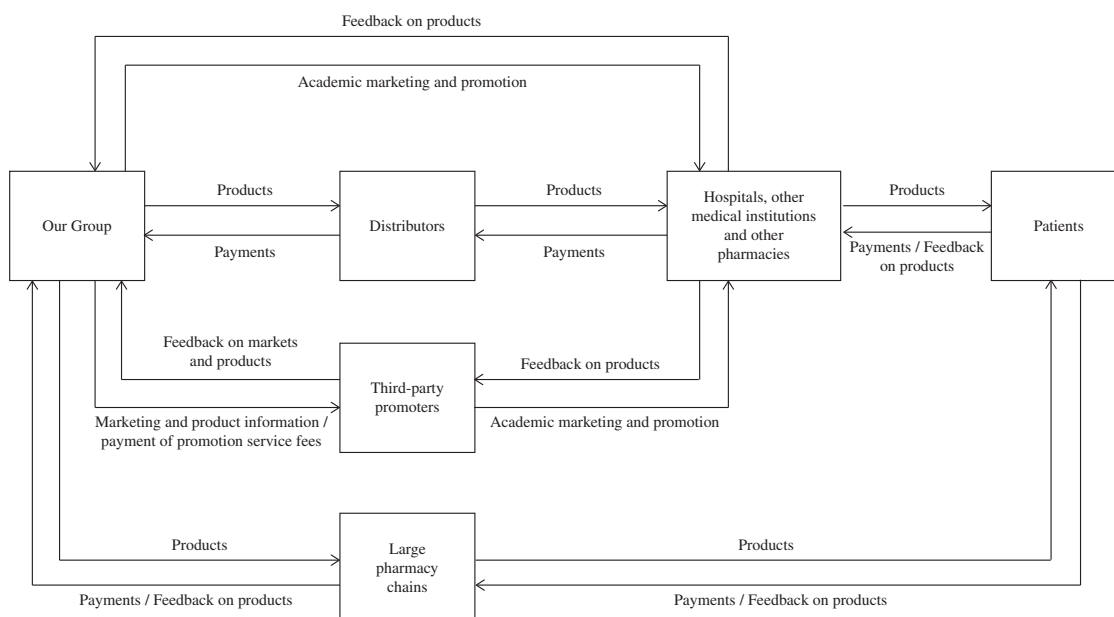 Feedback on products
Academic marketing and promotion
Our Group
Products
Payments
Distributors
Products
Payments
Hospitals, other
medical institutions
and other
pharmacies
Products
Payments / Feedback
on products
Patients
Feedback on markets
and products
Marketing and product information /
payment of promotion service fees
Third-party
promoters
Feedback on products
Academic marketing and promotion
Products
Payments / Feedback on products
Large
pharmacy
chains
Products
Payments / Feedback on products